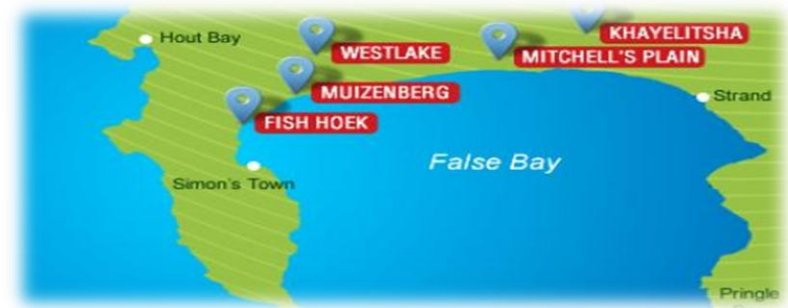 KHAYELITSHA
Hout Bay
WESTLAKE
MITCHELL'S PLAIN
MUIZENBERG
Strand
FISH HOEK
False Bay
Simon's Town
Pringle